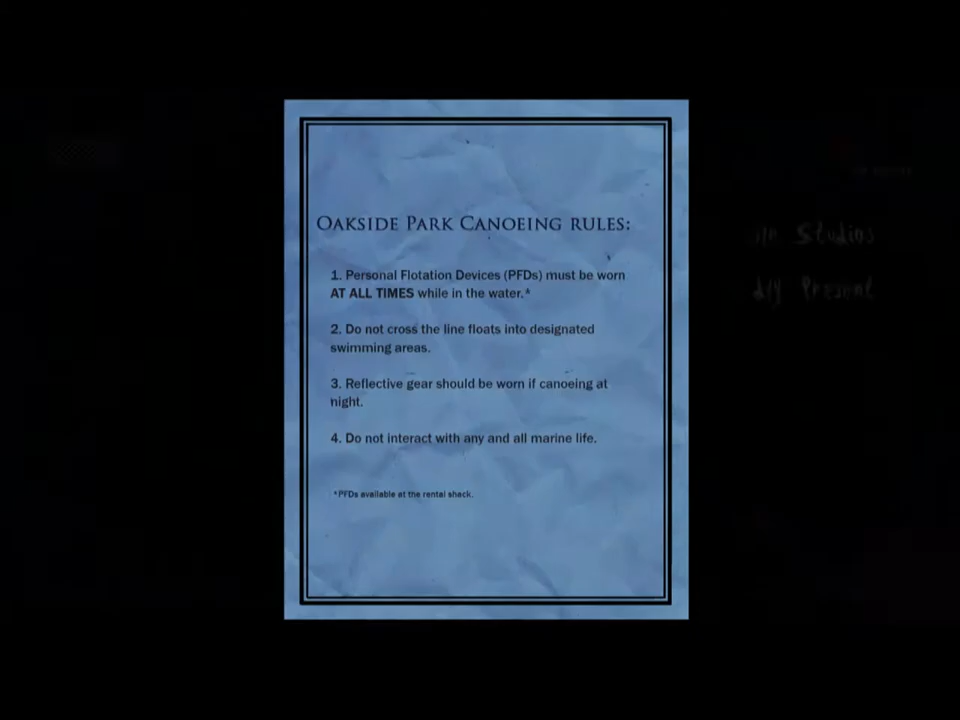 OAKSIDE PARK CANOEING RULES:
1. Personal Flotation Devices (PFDs) must be worn
AT ALL TIMES while in the water.*
2. Do not cross the line floats into designated
swimming areas.
3. Reflective gear should be worn if canoeing at
night.
4. Do not interact with any and all marine life.
*PFDs available at the rental shack.
Studios
Present